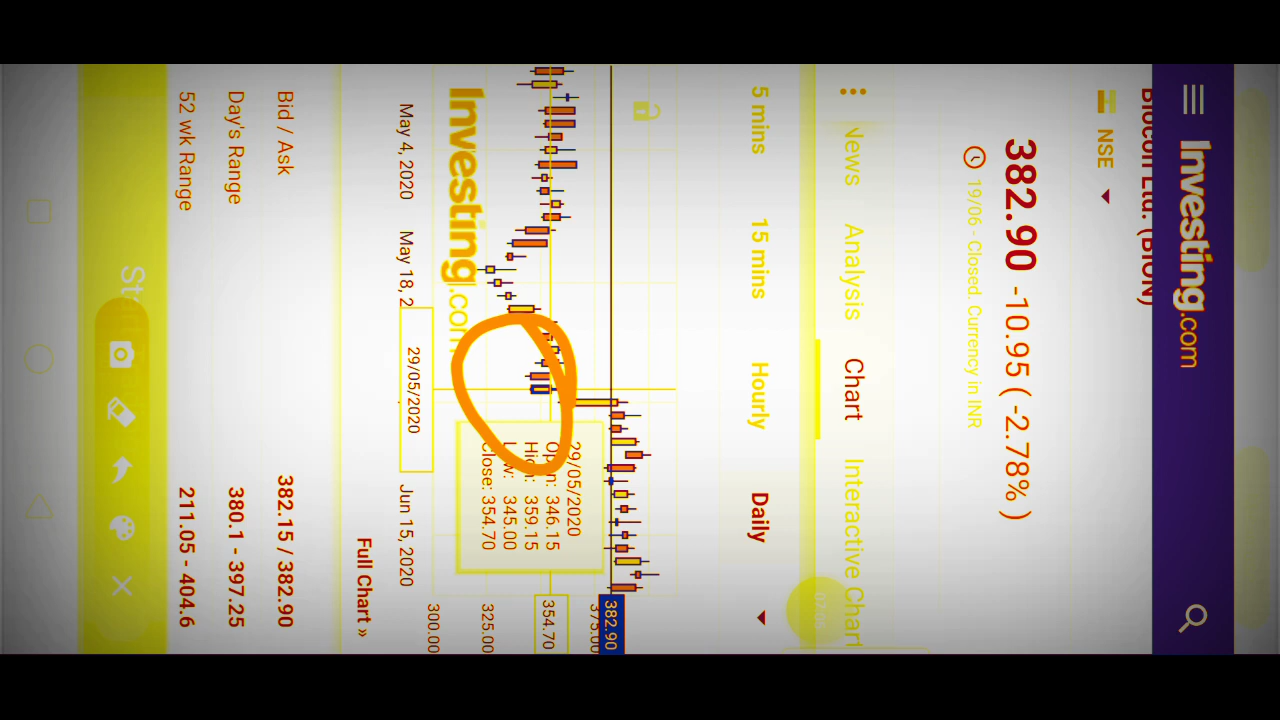 Investing.com
Biocon Ltd. (BION)
NSE
382.90 -10.95 ( -2.78% )
19/06 - Closed. Currency in INR
News Analysis Chart Interactive Chart
5 mins 15 mins Hourly Daily
382.90
375.00
354.70
325.00
300.00
29/05/2020
Open: 346.15
High: 359.15
Low: 345.00
Close: 354.70
Investing.com
May 4, 2020 May 18, 2 29/05/2020 Jun 15, 2020
Full Chart »
Bid / Ask 382.15 / 382.90
Day's Range 380.1 - 397.25
52 wk Range 211.05 - 404.6